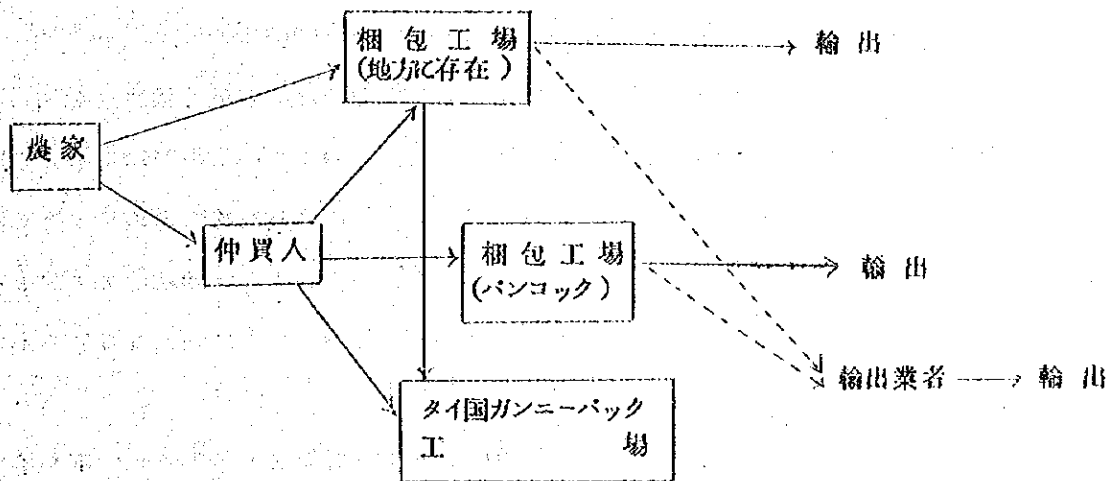 梱包工場
(地方に存在)
輸出
農家
仲買人
梱包工場
(バンコック)
輸出
輸出業者
輸出
タイ国ガンニーバック
工場